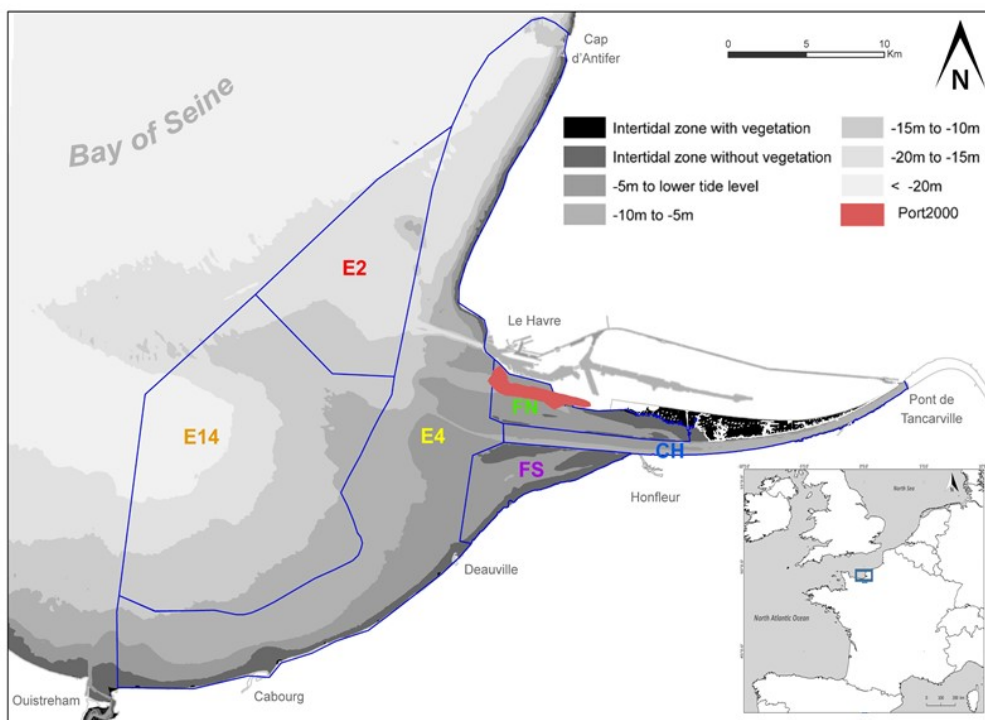 Cap
d'Antifer
0 5 10
Km
N
Bay of Seine
Intertidal zone with vegetation
Intertidal zone without vegetation
-5m to lower tide level
-10m to -5m
-15m to -10m
-20m to -15m
< -20m
Port2000
E2
Le Havre
Pont de
Tancarville
FN
E14
E4
CH
FS
Honfleur
Deauville
Ouistreham
Cabourg
North Sea
North Atlantic Ocean